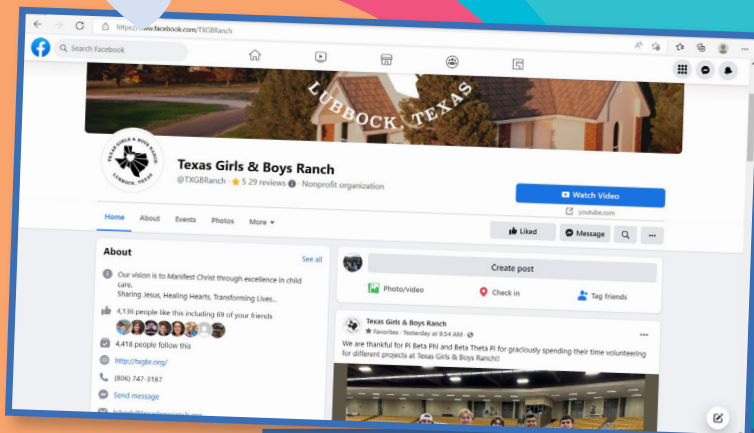 https://www.facebook.com/TXGBRanch
Search Facebook
LUBBOCK, TEXAS
TEXAS GIRLS & BOYS RANCH
LUBBOCK, TEXAS
Texas Girls & Boys Ranch
@TXGBRanch · 5 29 reviews · Nonprofit organization
Watch Video
youtube.com
Home About Events Photos More
Liked Message
About See all
Our vision is to Manifest Christ through excellence in child
care.
Sharing Jesus, Healing Hearts, Transforming Lives...
4,136 people like this including 69 of your friends
4,418 people follow this
http://txgbr.org/
(806) 747-3187
Send message
Create post
Photo/video Check in Tag friends
Texas Girls & Boys Ranch
Favorites · Yesterday at 9:54 AM ·
We are thankful for Pi Beta Phi and Beta Theta Pi for graciously spending their time volunteering
for different projects at Texas Girls & Boys Ranch!!